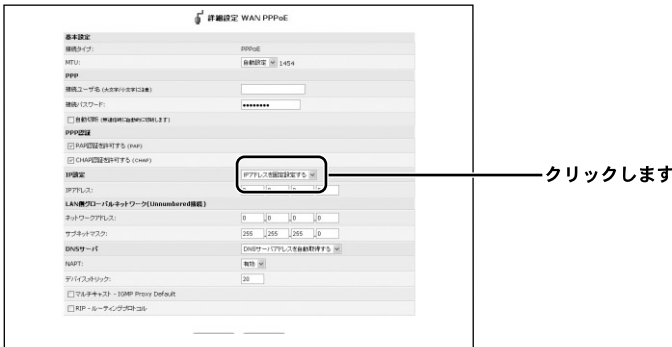 詳細設定 WAN PPPoE
基本設定
接続タイプ: PPPoE
MTU: 自動設定 1454
PPP
接続ユーザ名 (大文字/小文字に注意)
接続パスワード: ●●●●●●●●
自動切断 (無通信時に自動的に切断します)
PPP認証
PAP認証を許可する (PAP)
CHAP認証を許可する (CHAP)
IP設定 IPアドレスを固定設定する
クリックします
IPアドレス:
LAN側グローバルネットワーク(Unnumbered接続)
ネットワークアドレス: 0 .0 .0 .0
サブネットマスク: 255 .255 .255 .0
DNSサーバ DNSサーバアドレスを自動取得する
NAPT: 有効
デバイスメトリック: 20
マルチキャスト - IGMP Proxy Default
RIP - ルーティングプロトコル